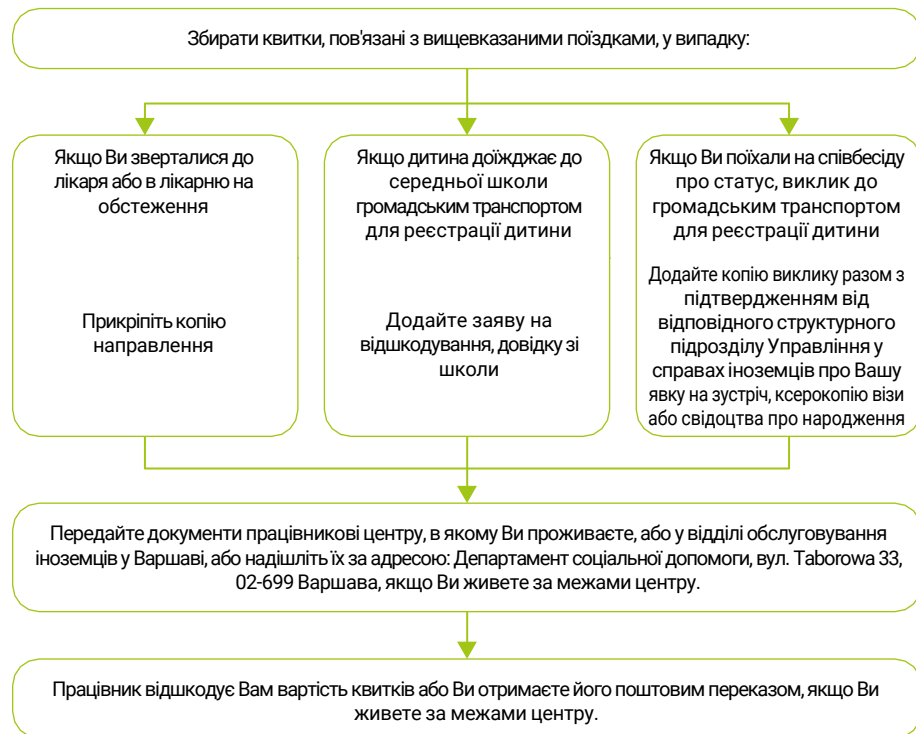 Збирати квитки, пов'язані з вищевказаними поїздками, у випадку:
Якщо Ви зверталися до
лікаря або в лікарню на
обстеження
Прикріпіть копію
направлення
Якщо дитина доїжджає до
середньої школи
громадським транспортом
для реєстрації дитини
Додайте заяву на
відшкодування, довідку зі
школи
Якщо Ви поїхали на співбесіду
про статус, виклик до
громадським транспортом
для реєстрації дитини
Додайте копію виклику разом з
підтвердженням від
відповідного структурного
підрозділу Управління у
справах іноземців про Вашу
явку на зустріч, ксерокопію візи
або свідоцтва про народження
Передайте документи працівникові центру, в якому Ви проживаєте, або у відділі обслуговування
іноземців у Варшаві, або надішліть їх за адресою: Департамент соціальної допомоги, вул. Taborowa 33,
02-699 Варшава, якщо Ви живете за межами центру.
Працівник відшкодує Вам вартість квитків або Ви отримаєте його поштовим переказом, якщо Ви
живете за межами центру.